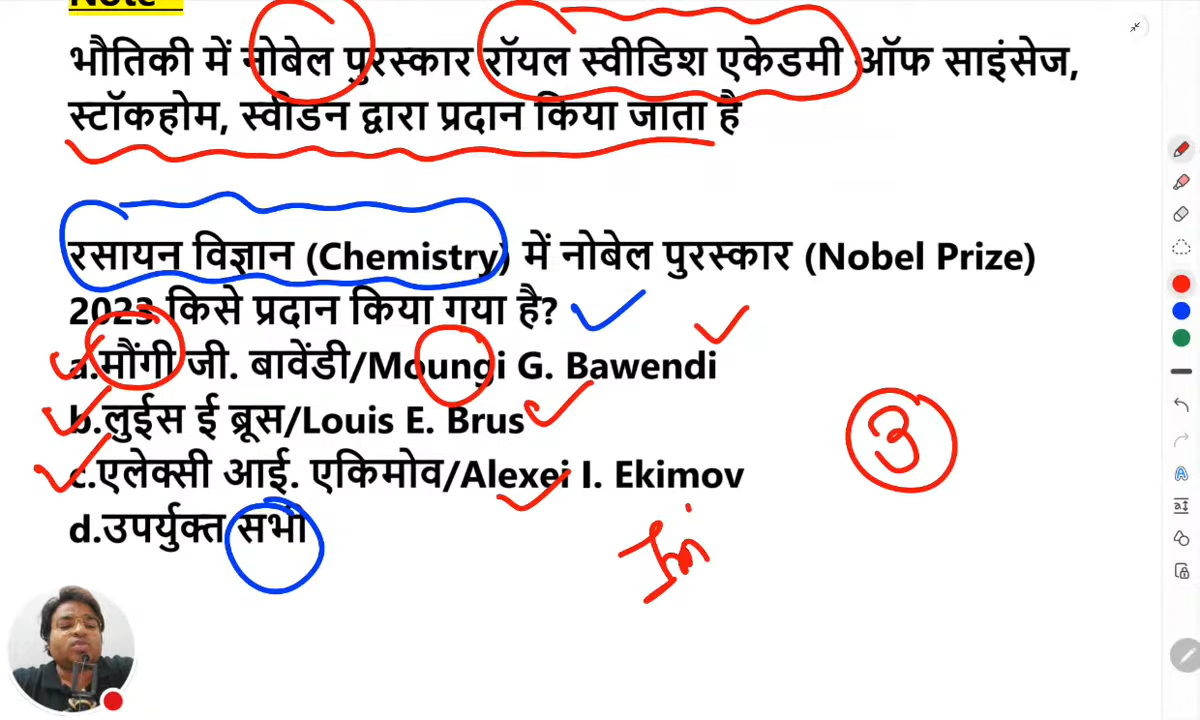 Note
भौतिकी में नोबेल पुरस्कार रॉयल स्वीडिश एकेडमी ऑफ साइंसेज,
स्टॉकहोम, स्वीडन द्वारा प्रदान किया जाता है
रसायन विज्ञान (Chemistry) में नोबेल पुरस्कार (Nobel Prize)
2023 किसे प्रदान किया गया है?
a.मौंगी जी. बावेंडी/Moungi G. Bawendi
b.लुईस ई ब्रूस/Louis E. Brus
c.एलेक्सी आई. एकिमोव/Alexei I. Ekimov
d.उपर्युक्त सभी
3